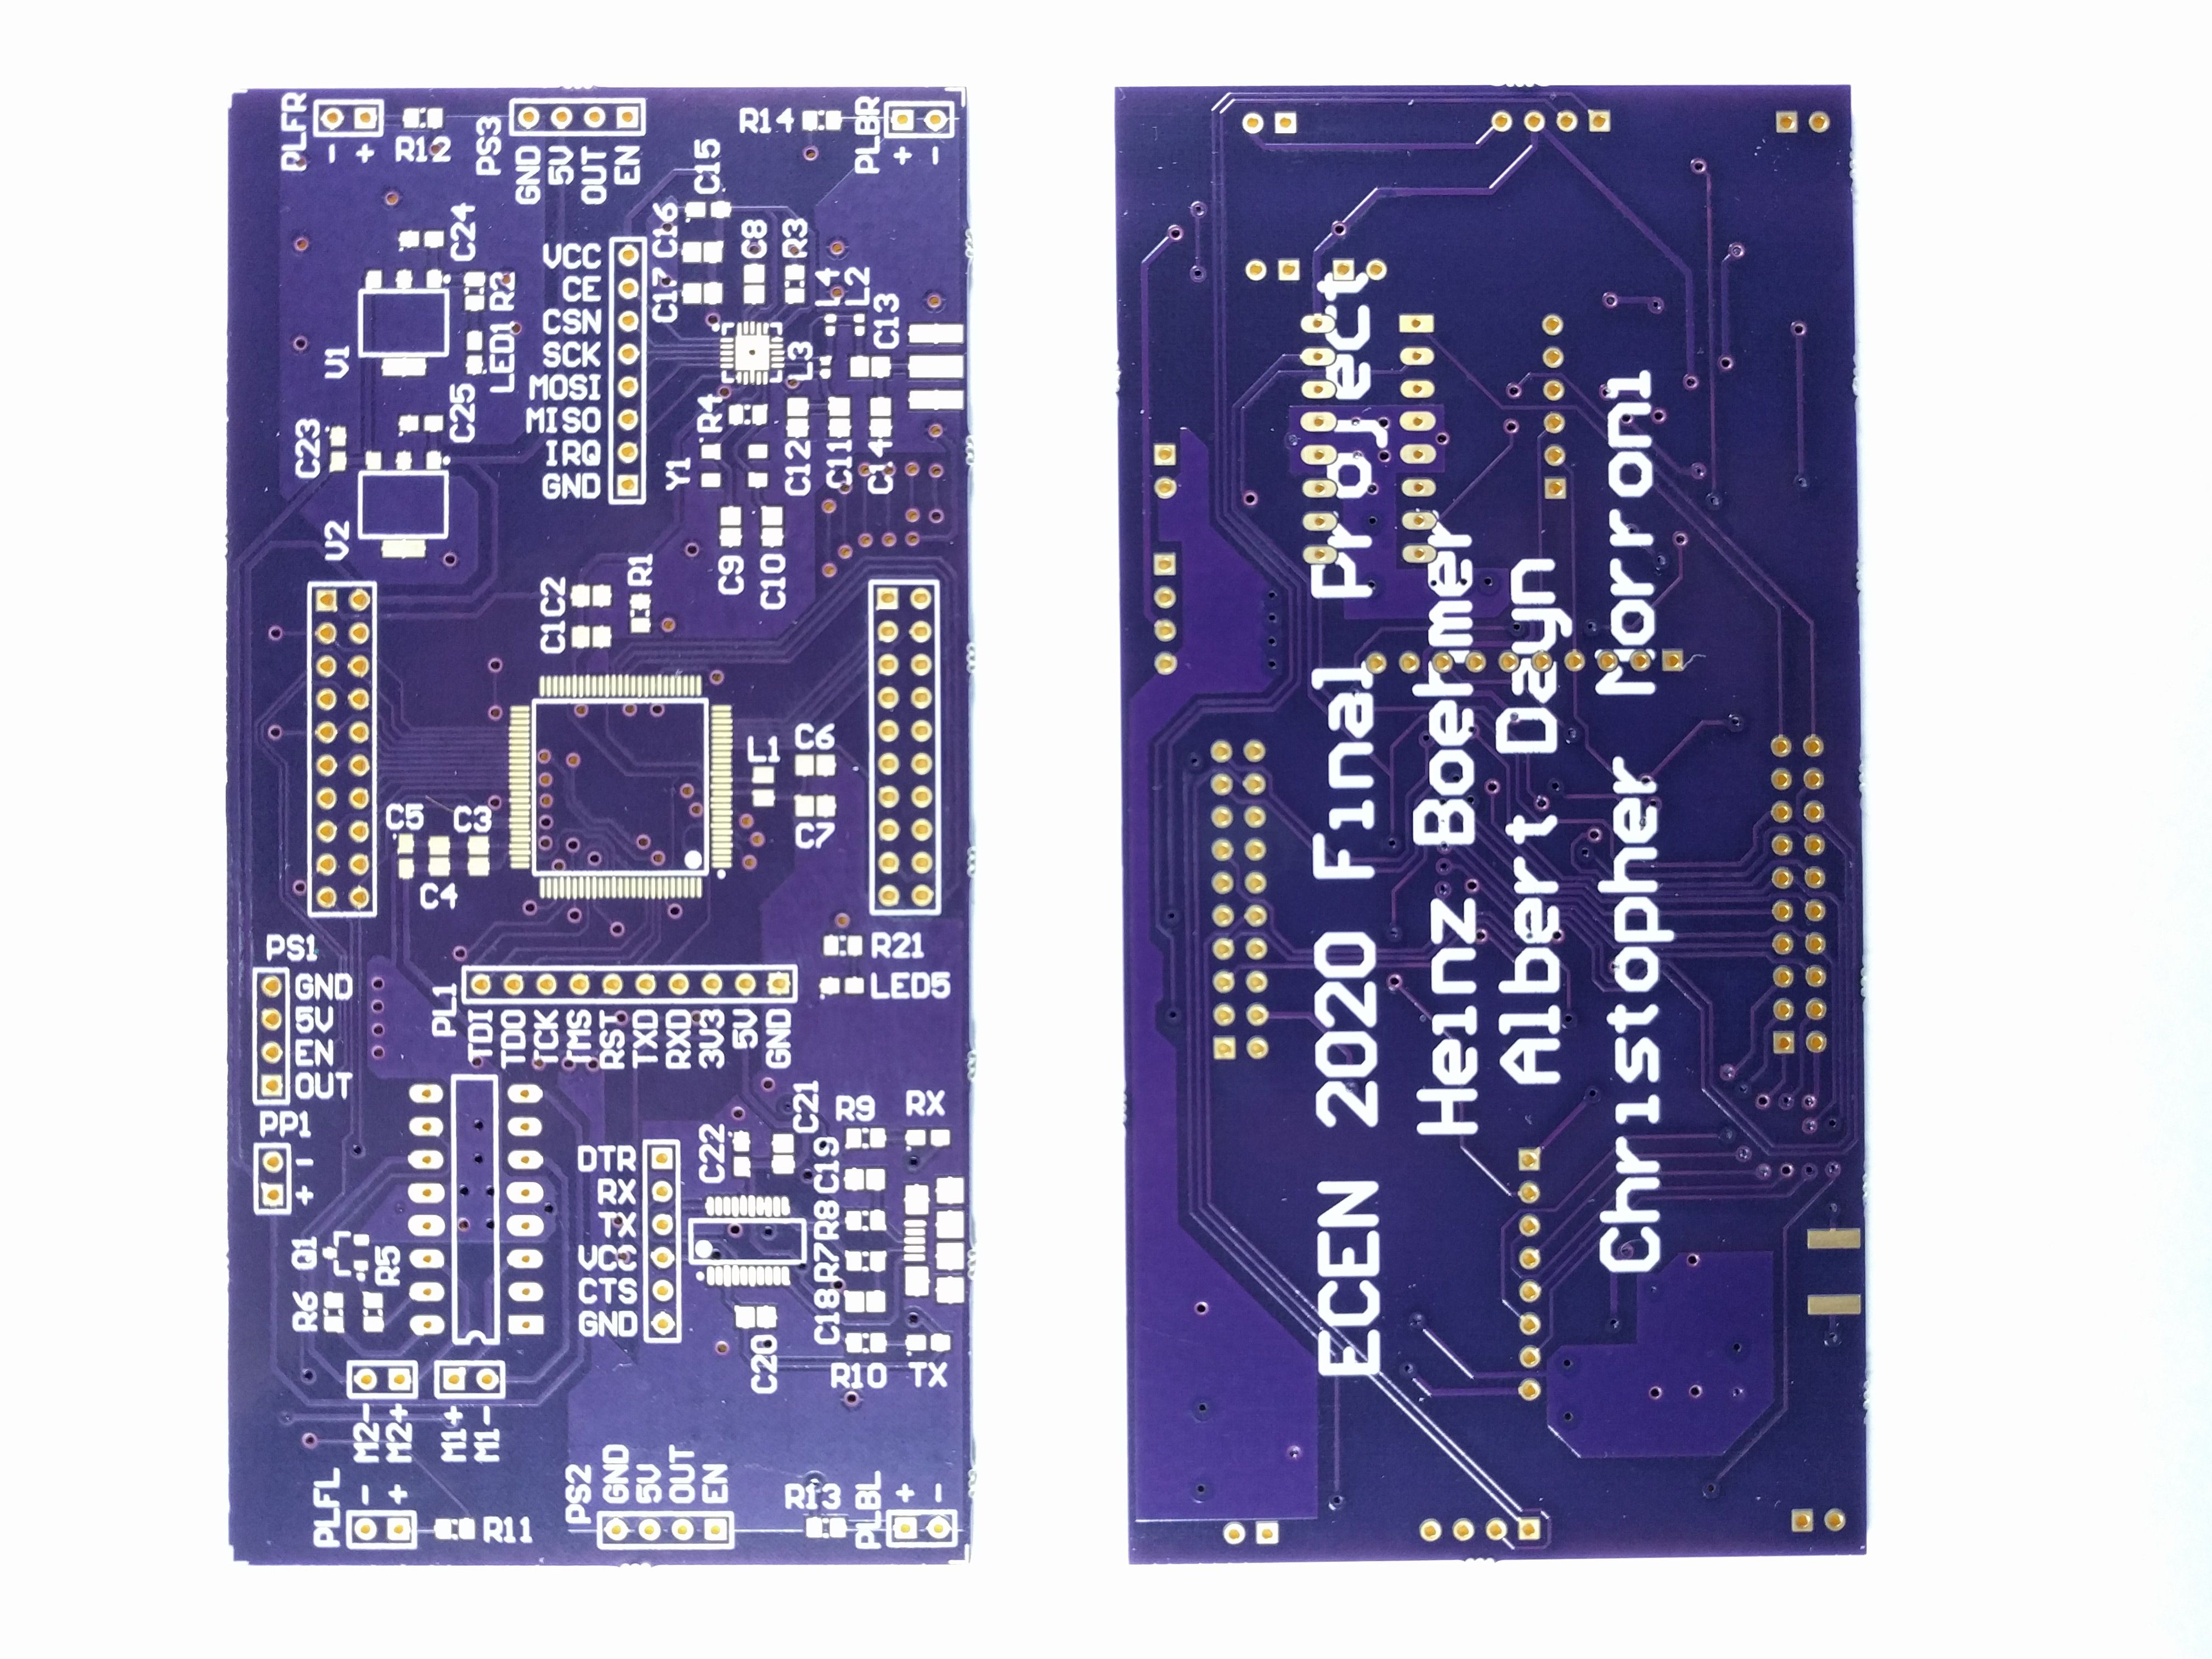 PLFR
- +
R12
PS3
GND
5V
OUT
EN
R14
PLBR
+ -
C15
C24
C16
C17
C8
R3
VCC
CE
CSN
SCK
MOSI
MISO
IRQ
GND
R2
LED1
V1
L4
L2
C13
L3
C25
C23
R4
Y1
C12
C11
C14
V2
C9
C10
R1
C1
C2
L1
C6
C7
C5
C3
C4
R21
LED5
PS1
GND
5V
EN
OUT
PL1
TDI
TDO
TCK
TMS
RST
TXD
RXD
3V3
5V
GND
PP1
-
+
DTR
RX
TX
VCC
CTS
GND
C22
C21
R9
RX
C19
R8
R7
C18
C20
R10
TX
Q1
R5
R6
M2-
M2+
M1+
M1-
PLFL
- +
R11
PS2
GND
5V
OUT
EN
R13
PLBL
+ -
ECEN 2020 Final Project
Heinz Boehmer
Albert Dayn
Christopher Morroni